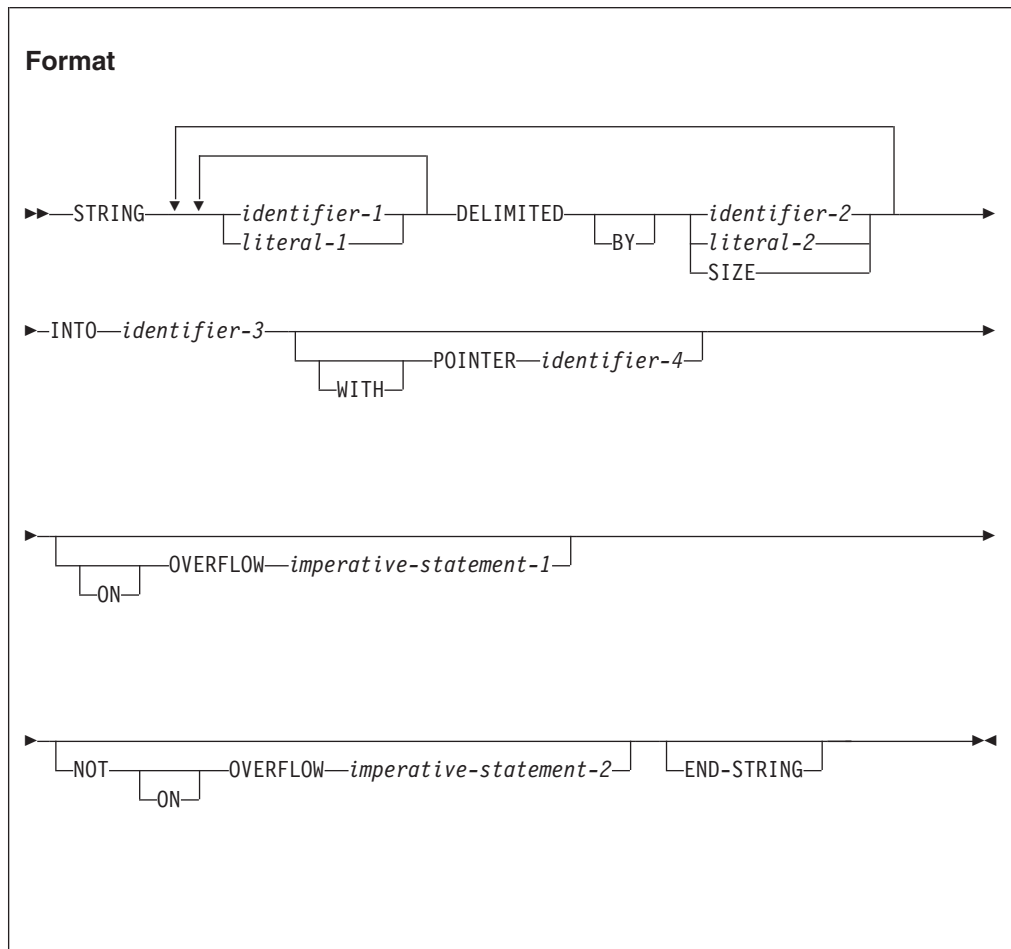 Format
STRING identifier-1 DELIMITED identifier-2
literal-1 BY literal-2
SIZE
INTO identifier-3
POINTER identifier-4
WITH
OVERFLOW imperative-statement-1
ON
NOT OVERFLOW imperative-statement-2 END-STRING
ON